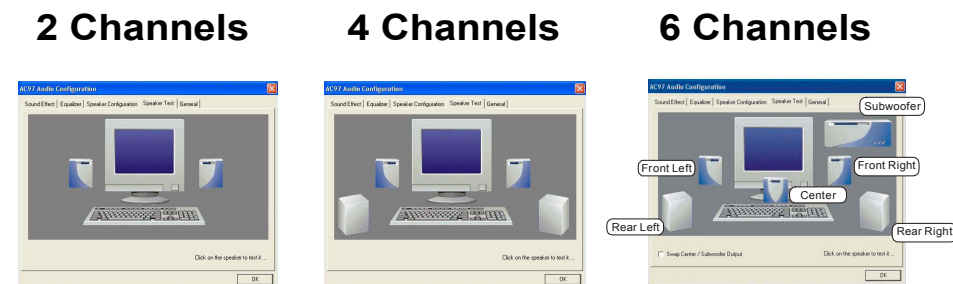 2 Channels
4 Channels
6 Channels
AC97 Audio Configuration
Sound Effect Equalizer Speaker Configuration Speaker Test General
Click on the speaker to test it ...
OK
AC97 Audio Configuration
Sound Effect Equalizer Speaker Configuration Speaker Test General
Click on the speaker to test it ...
OK
AC97 Audio Configuration
Sound Effect Equalizer Speaker Configuration Speaker Test General
Subwoofer
Front Left
Front Right
Center
Rear Left
Rear Right
Swap Center / Subwoofer Output
Click on the speaker to test it ...
OK